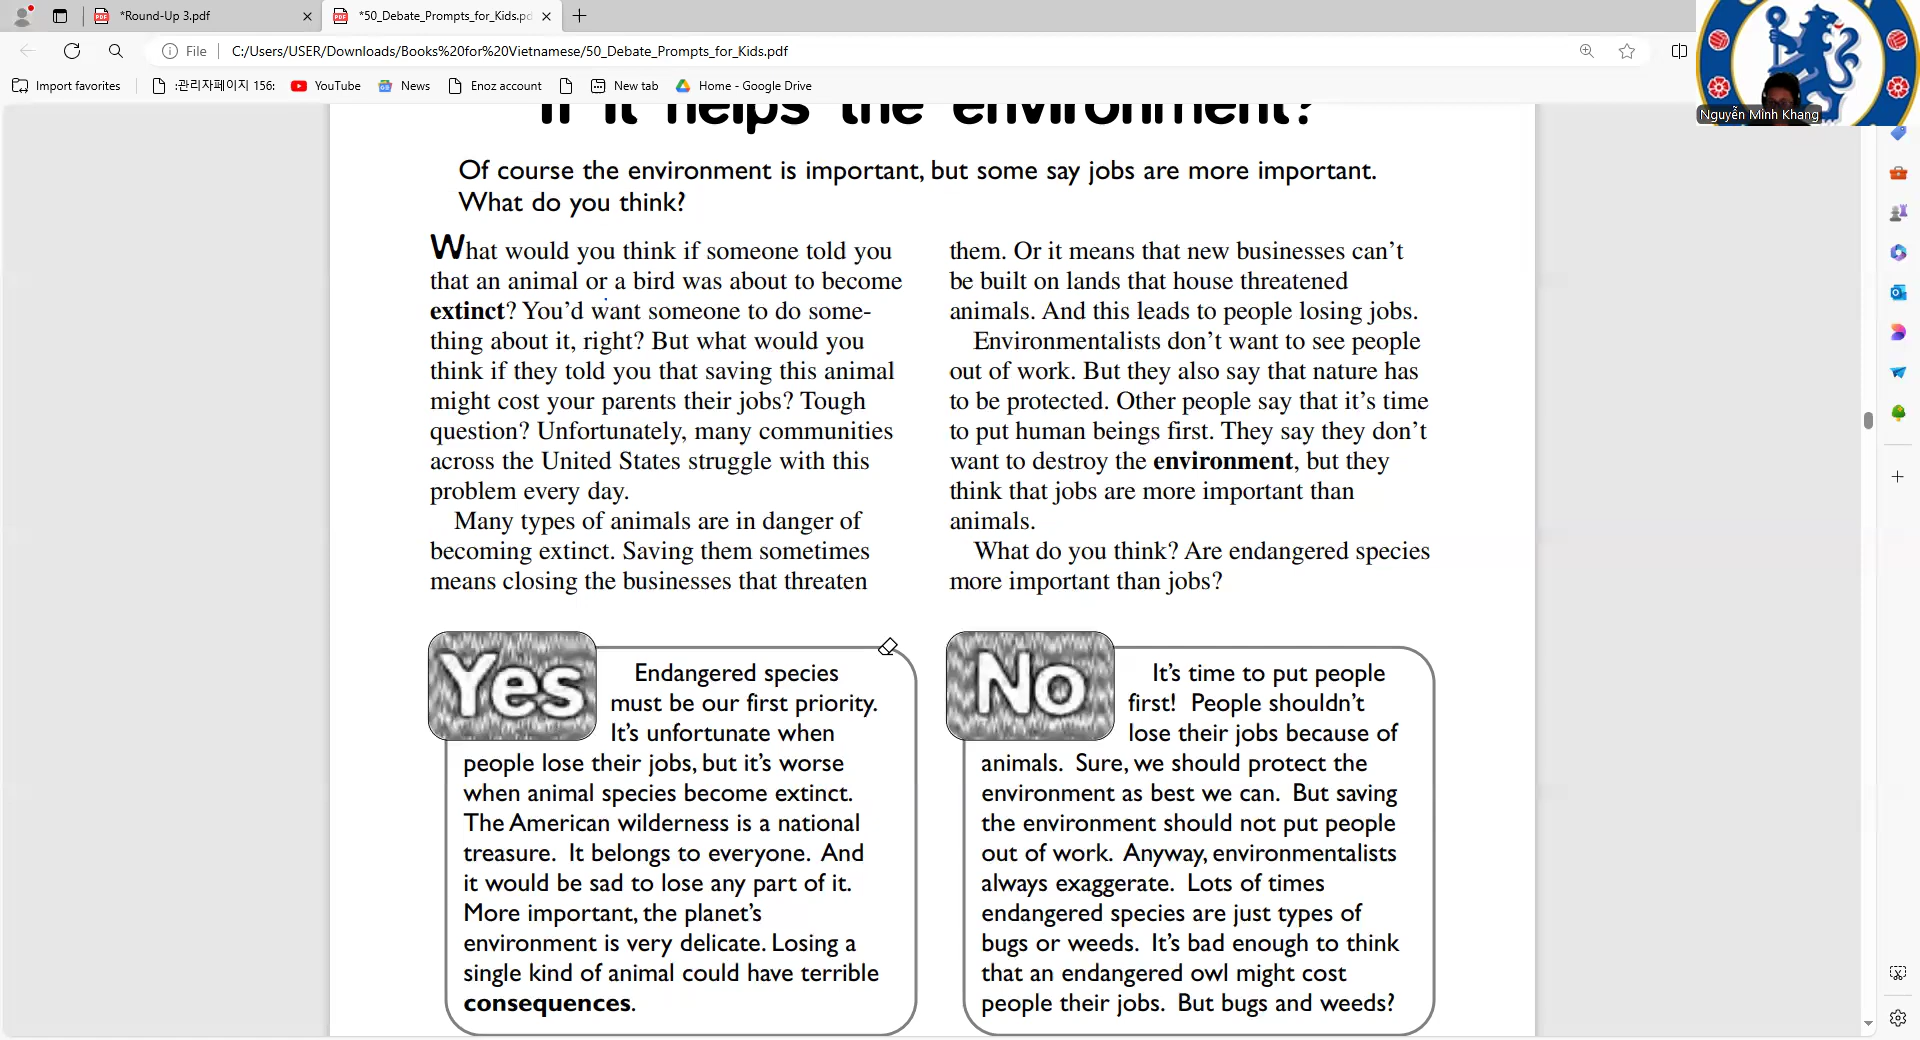 *Round-Up 3.pdf
*50_Debate_Prompts_for_Kids.pd
File
C:/Users/USER/Downloads/Books%20for%20Vietnamese/50_Debate_Prompts_for_Kids.pdf
Import favorites
:관리자페이지 156:
YouTube
News
Enoz account
New tab
Home - Google Drive
Nguyễn Minh Khang
if it helps the environment?
Of course the environment is important, but some say jobs are more important.
What do you think?
What would you think if someone told you
that an animal or a bird was about to become
extinct? You'd want someone to do some-
thing about it, right? But what would you
think if they told you that saving this animal
might cost your parents their jobs? Tough
question? Unfortunately, many communities
across the United States struggle with this
problem every day.
Many types of animals are in danger of
becoming extinct. Saving them sometimes
means closing the businesses that threaten
them. Or it means that new businesses can't
be built on lands that house threatened
animals. And this leads to people losing jobs.
Environmentalists don't want to see people
out of work. But they also say that nature has
to be protected. Other people say that it's time
to put human beings first. They say they don't
want to destroy the environment, but they
think that jobs are more important than
animals.
What do you think? Are endangered species
more important than jobs?
Yes
Endangered species
must be our first priority.
It's unfortunate when
people lose their jobs, but it's worse
when animal species become extinct.
The American wilderness is a national
treasure. It belongs to everyone. And
it would be sad to lose any part of it.
More important, the planet's
environment is very delicate. Losing a
single kind of animal could have terrible
consequences.
No
It's time to put people
first! People shouldn't
lose their jobs because of
animals. Sure, we should protect the
environment as best we can. But saving
the environment should not put people
out of work. Anyway, environmentalists
always exaggerate. Lots of times
endangered species are just types of
bugs or weeds. It's bad enough to think
that an endangered owl might cost
people their jobs. But bugs and weeds?